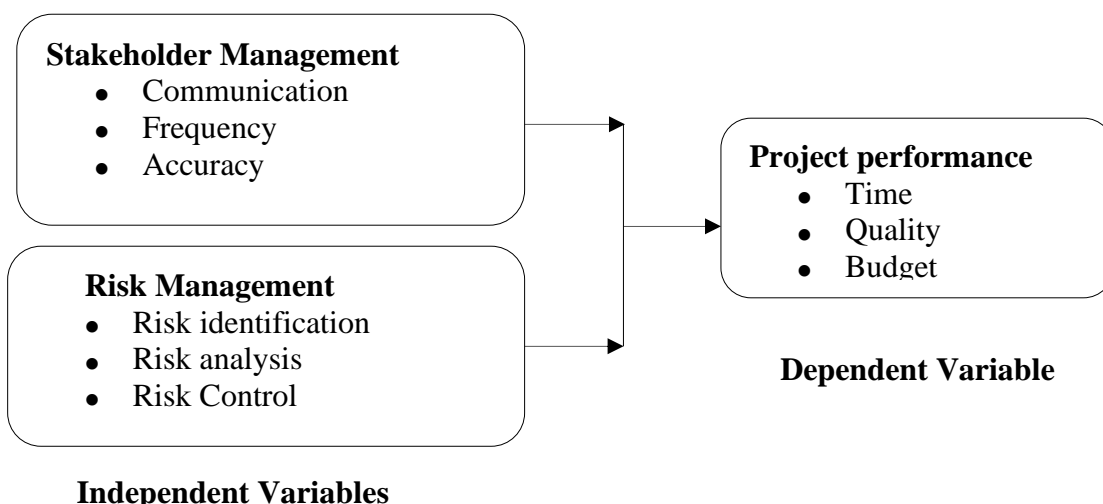 Stakeholder Management
● Communication
● Frequency
● Accuracy
Project performance
● Time
● Quality
● Budget
Risk Management
● Risk identification
● Risk analysis
● Risk Control
Dependent Variable
Independent Variables